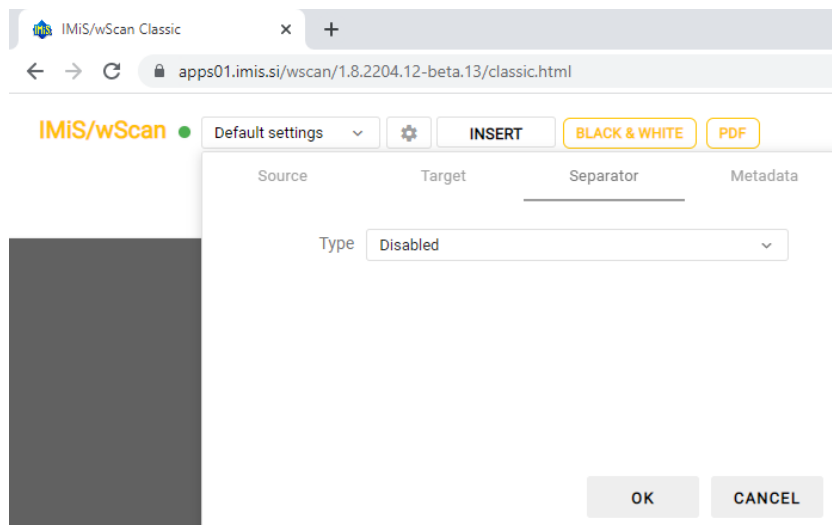 IMiS/wScan Classic
apps01.imis.si/wscan/1.8.2204.12-beta.13/classic.html
IMiS/wScan Default settings INSERT BLACK & WHITE PDF
Source Target Separator Metadata
Type Disabled
OK CANCEL